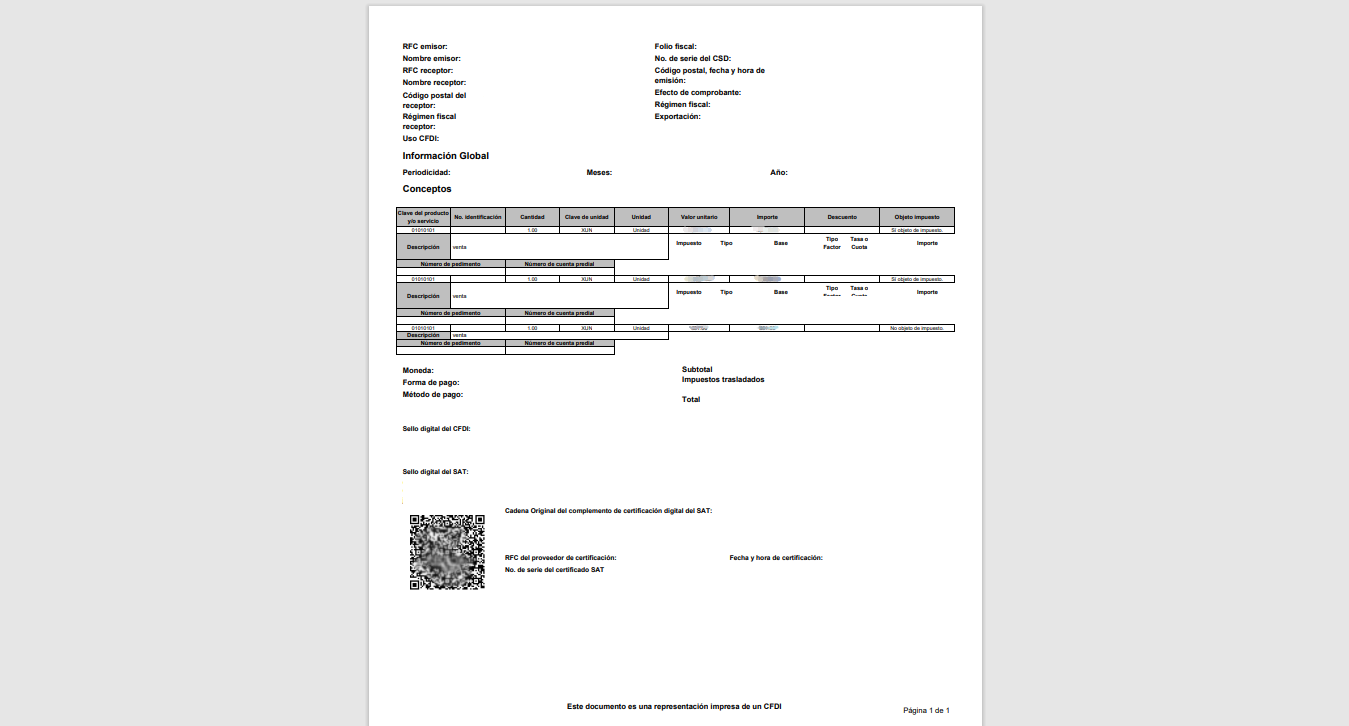 RFC emisor:
Nombre emisor:
RFC receptor:
Nombre receptor:
Código postal del
receptor:
Régimen fiscal
receptor:
Uso CFDI:
Folio fiscal:
No. de serie del CSD:
Código postal, fecha y hora de
emisión:
Efecto de comprobante:
Régimen fiscal:
Exportación:
Información Global
Periodicidad: Meses: Año:
Conceptos
Clave del producto y/o servicio No. identificación Cantidad Clave de unidad Unidad Valor unitario Importe Descuento Objeto impuesto
01010101 1.00 XUN Unidad Sí objeto de impuesto.
Descripción venta Impuesto Tipo Base Tipo Factor Tasa o Cuota Importe
Número de pedimento Número de cuenta predial
01010101 1.00 XUN Unidad Sí objeto de impuesto.
Descripción venta Impuesto Tipo Base Tipo Factor Tasa o Cuota Importe
Número de pedimento Número de cuenta predial
01010101 1.00 XUN Unidad No objeto de impuesto.
Descripción venta
Número de pedimento Número de cuenta predial
Moneda:
Forma de pago:
Método de pago:
Subtotal
Impuestos trasladados
Total
Sello digital del CFDI:
Sello digital del SAT:
Cadena Original del complemento de certificación digital del SAT:
RFC del proveedor de certificación: Fecha y hora de certificación:
No. de serie del certificado SAT
Este documento es una representación impresa de un CFDI
Página 1 de 1